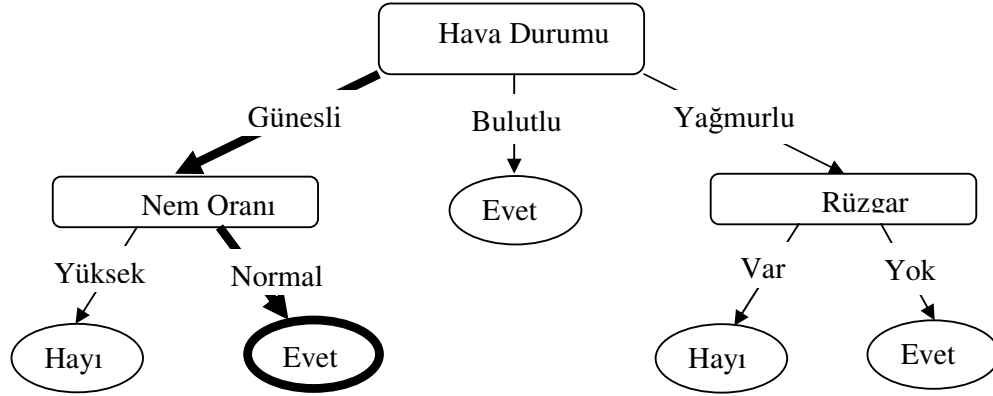 Hava Durumu
Günesli
Bulutlu
Yağmurlu
Nem Oranı
Evet
Rüzgar
Yüksek
Normal
Var
Yok
Hayı
Evet
Hayı
Evet